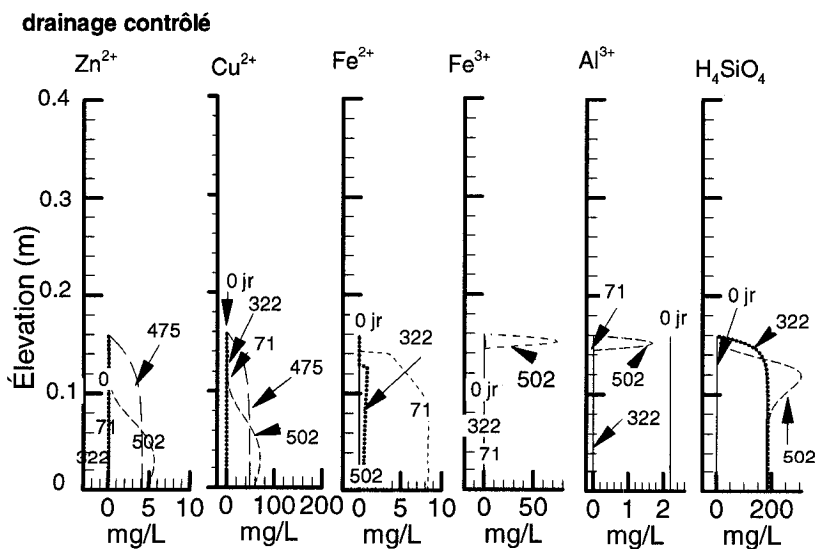 drainage contrôlé
Zn²⁺ Cu²⁺ Fe²⁺ Fe³⁺ Al³⁺ H₄SiO₄
Élevation (m)
0.4
0.3
0.2
0.1
0
475
0
71
502
322
0 5 10
mg/L
0 jr
322
71
475
502
0 100 200
mg/L
0 jr
322
71
502
0 5 10
mg/L
502
0 jr
322
71
0 50
mg/L
71
0 jr
502
322
0 1 2
mg/L
0 jr
322
502
0 200
mg/L